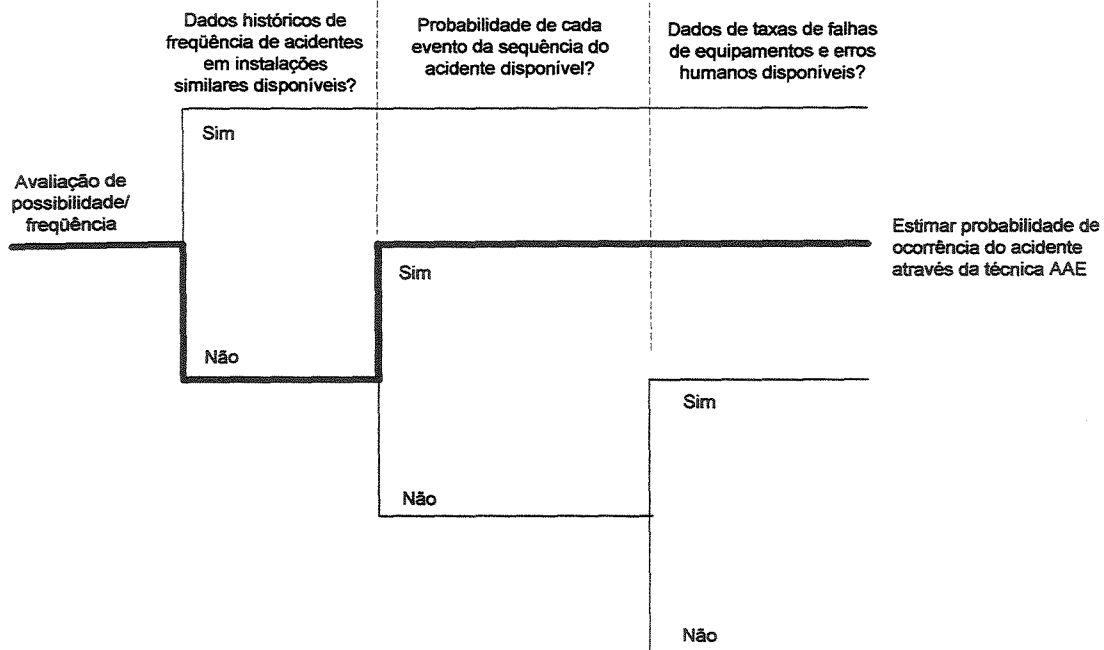 Dados históricos de
freqüência de acidentes
em instalações
similares disponíveis?
Probabilidade de cada
evento da sequência do
acidente disponível?
Dados de taxas de falhas
de equipamentos e erros
humanos disponíveis?
Sim
Avaliação de
possibilidade/
freqüência
Estimar probabilidade de
ocorrência do acidente
através da técnica AAE
Sim
Não
Sim
Não
Não